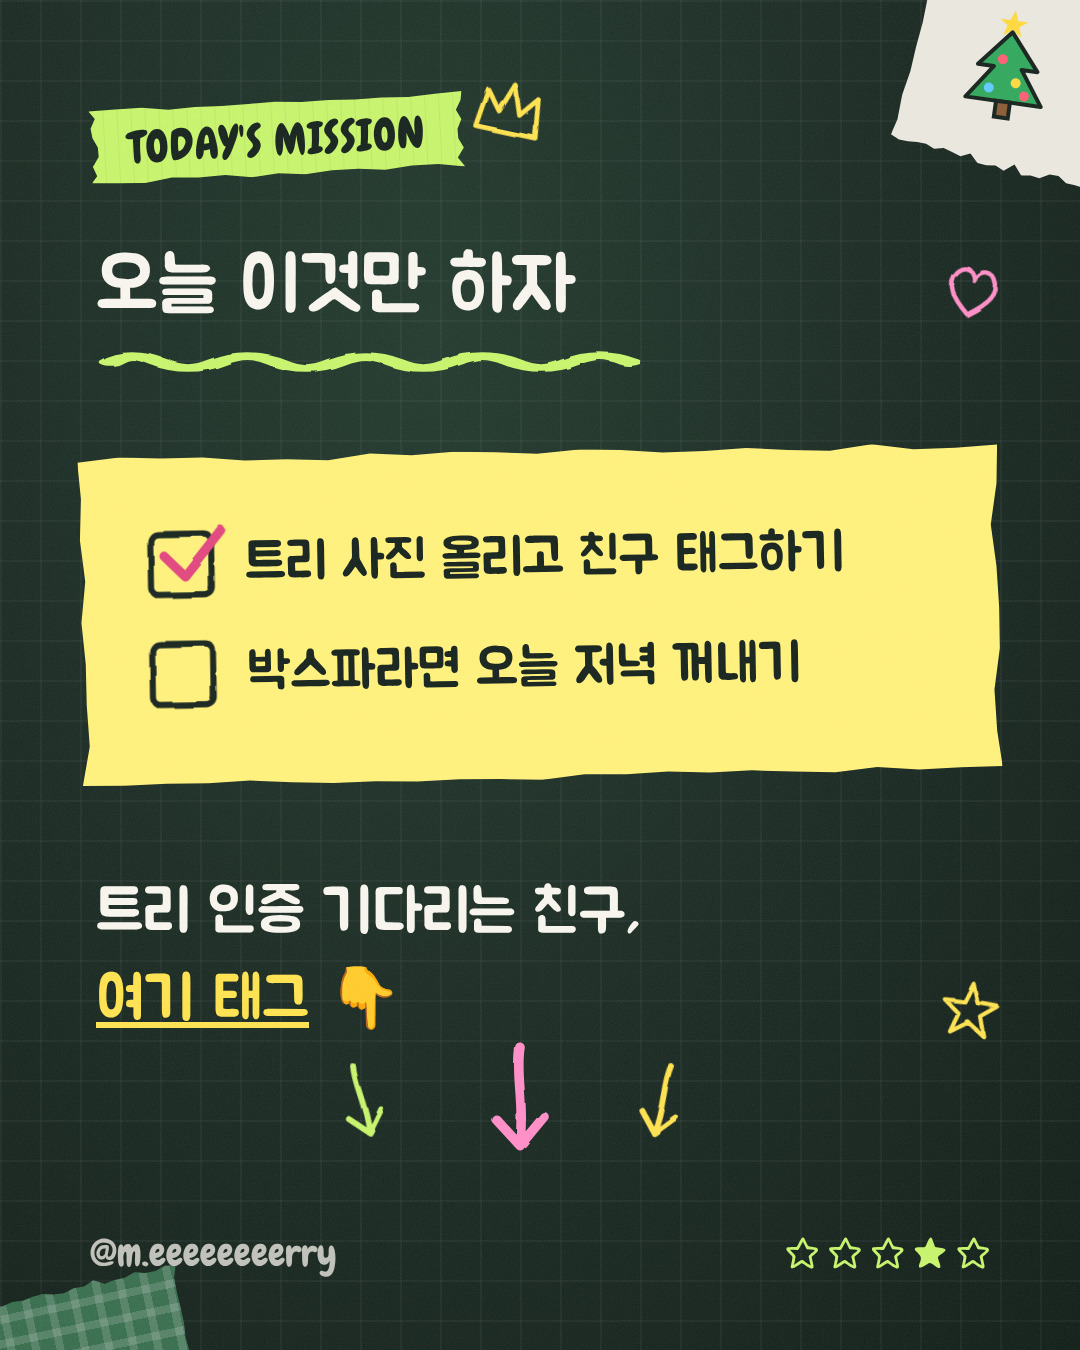 TODAY'S MISSION
오늘 이것만 하자
트리 사진 올리고 친구 태그하기
박스파라면 오늘 저녁 꺼내기
트리 인증 기다리는 친구,
여기 태그 👇
@m.eeeeeeeerry